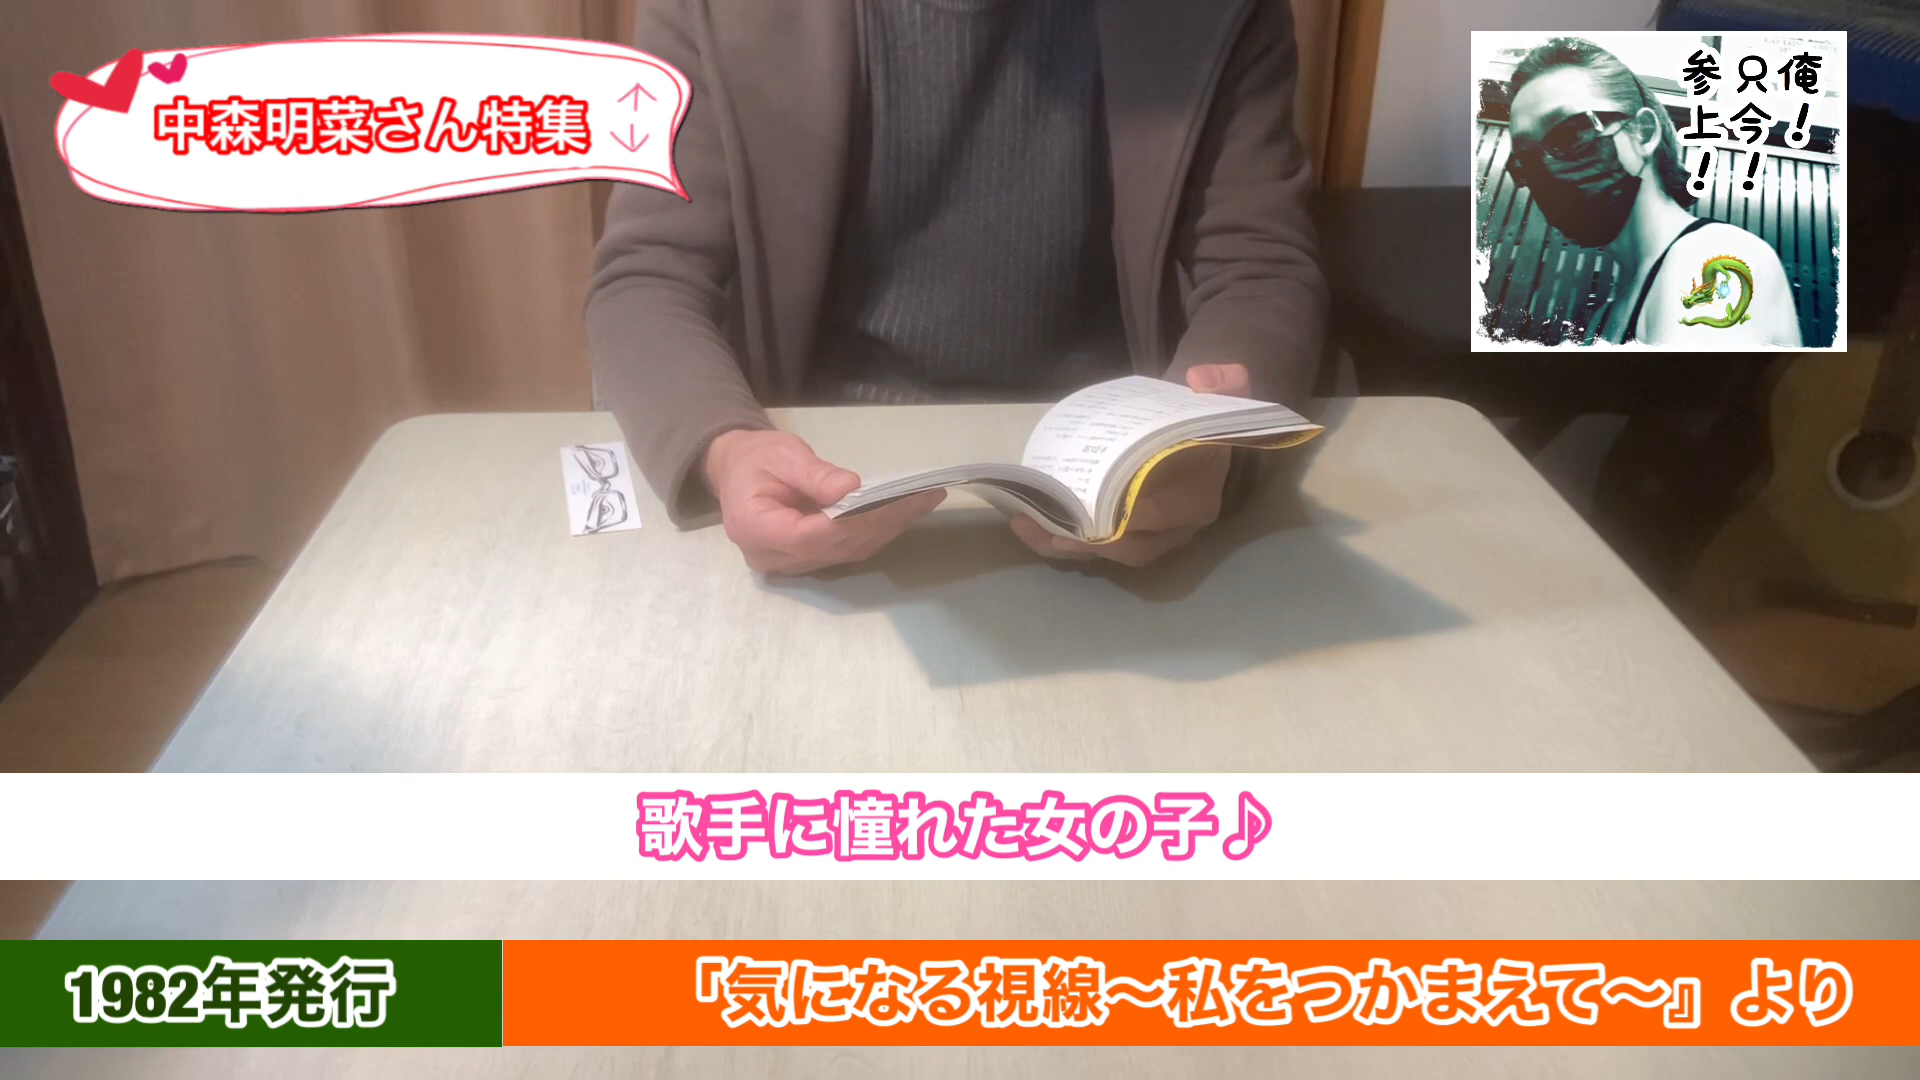 中森明菜さん特集
↑
↓
俺!
只今!
参上!
歌手に憧れた女の子♪
1982年発行
『気になる視線〜私をつかまえて〜』より